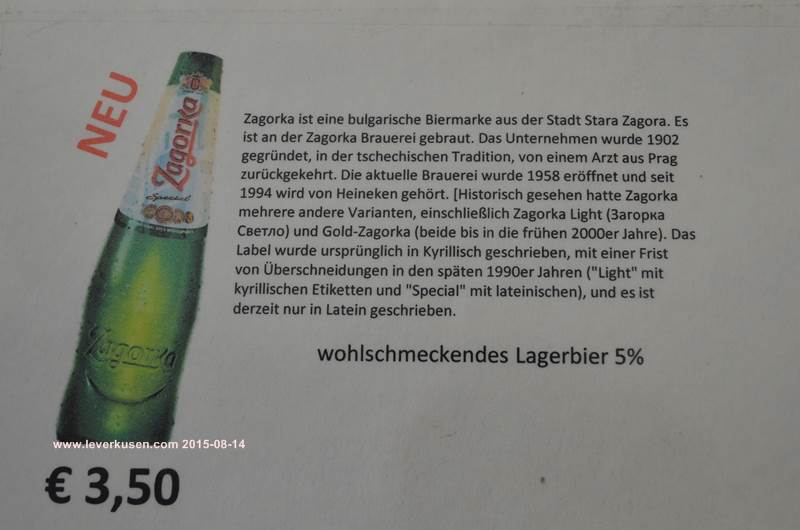 NEU
Zagorka
Special
Zagorka
Zagorka ist eine bulgarische Biermarke aus der Stadt Stara Zagora. Es
ist an der Zagorka Brauerei gebraut. Das Unternehmen wurde 1902
gegründet, in der tschechischen Tradition, von einem Arzt aus Prag
zurückgekehrt. Die aktuelle Brauerei wurde 1958 eröffnet und seit
1994 wird von Heineken gehört. [Historisch gesehen hatte Zagorka
mehrere andere Varianten, einschließlich Zagorka Light (Загорка
Светло) und Gold-Zagorka (beide bis in die frühen 2000er Jahre). Das
Label wurde ursprünglich in Kyrillisch geschrieben, mit einer Frist
von Überschneidungen in den späten 1990er Jahren ("Light" mit
kyrillischen Etiketten und "Special" mit lateinischen), und es ist
derzeit nur in Latein geschrieben.
wohlschmeckendes Lagerbier 5%
www.leverkusen.com 2015-08-14
€ 3,50